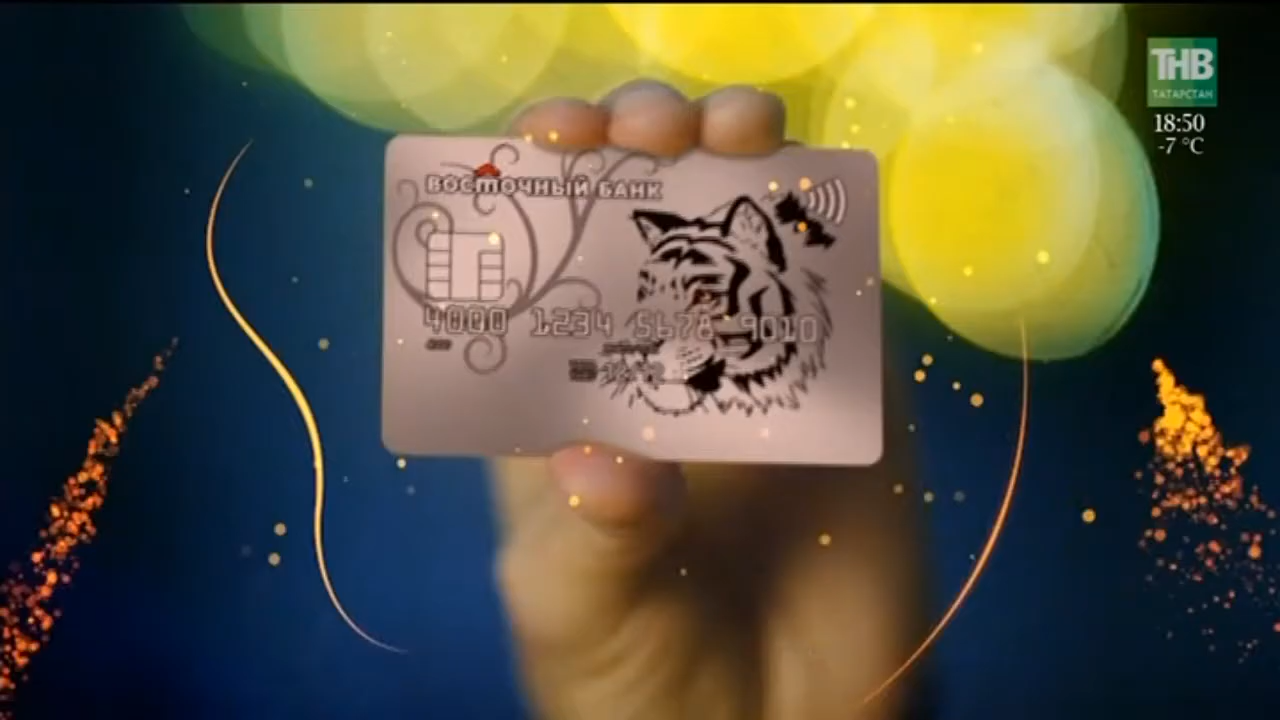 ТНВ
ТАТАРСТАН
18:50
-7 °C
ВОСТОЧНЫЙ БАНК
4000 1234 5678 9010